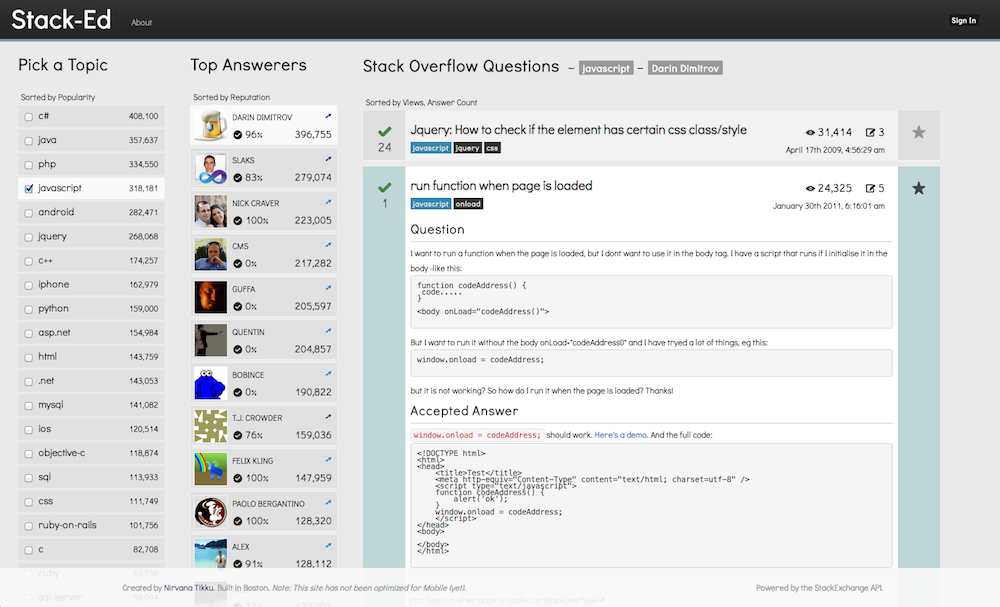 Stack-Ed About Sign In
Pick a Topic
Sorted by Popularity
c# 408,100
java 357,637
php 334,550
javascript 318,181
android 282,471
jquery 268,068
c++ 174,257
iphone 162,979
python 159,000
asp.net 154,984
html 143,759
.net 143,053
mysql 141,082
ios 120,514
objective-c 118,874
sql 113,933
css 111,749
ruby-on-rails 101,756
c 82,708
ruby
sql-server
Top Answerers
Sorted by Reputation
DARIN DIMITROV
96% 396,755
SLAKS
83% 279,074
NICK CRAVER
100% 223,005
CMS
0% 217,282
GUFFA
0% 205,597
QUENTIN
0% 204,857
BOBINCE
0% 190,822
T.J. CROWDER
76% 159,036
FELIX KLING
100% 147,959
PAOLO BERGANTINO
100% 128,320
ALEX
91% 128,112
Stack Overflow Questions – javascript – Darin Dimitrov
Sorted by Views, Answer Count
24
Jquery: How to check if the element has certain css class/style
javascript jquery css
31,414 3
April 17th 2009, 4:56:29 am
1
run function when page is loaded
javascript onload
24,325 5
January 30th 2011, 6:16:01 am
Question
I want to run a function when the page is loaded, but I dont want to use it in the body tag. I have a script that runs if I initialise it in the
body -like this:
function codeAddress() {
code.....
}
<body onLoad="codeAddress()">
But I want to run it without the body onLoad="codeAddress()" and I have tryed a lot of things, eg this:
window.onload = codeAddress;
but it is not working? So how do I run it when the page is loaded? Thanks!
Accepted Answer
window.onload = codeAddress; should work. Here's a demo. And the full code:
<!DOCTYPE html>
<html>
<head>
<title>Test</title>
<meta http-equiv="Content-Type" content="text/html; charset=utf-8" />
<script type="text/javascript">
function codeAddress() {
alert('ok');
}
window.onload = codeAddress;
</script>
</head>
<body>
</body>
</html>
run function when page is loaded on StackOverflow
Created by Nirvana Tikku. Built in Boston. Note: This site has not been optimized for Mobile (yet). Powered by the StackExchange API.